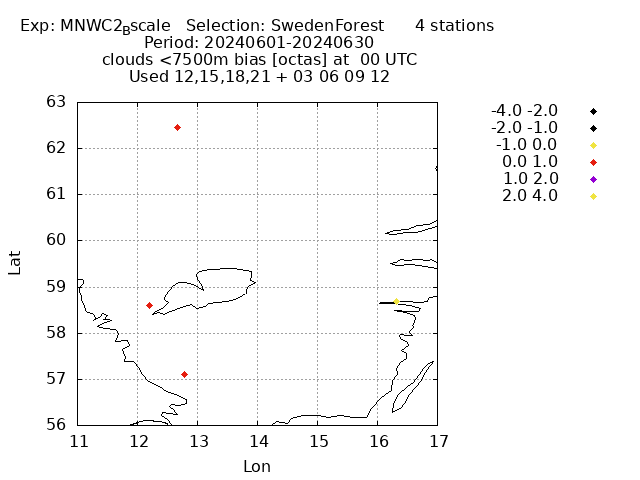 Exp: MNWC2Bscale Selection: SwedenForest 4 stations
Period: 20240601-20240630
clouds <7500m bias [octas] at 00 UTC
Used 12,15,18,21 + 03 06 09 12
63
62
61
60
59
58
57
56
11 12 13 14 15 16 17
Lat
Lon
-4.0 -2.0
-2.0 -1.0
-1.0 0.0
0.0 1.0
1.0 2.0
2.0 4.0